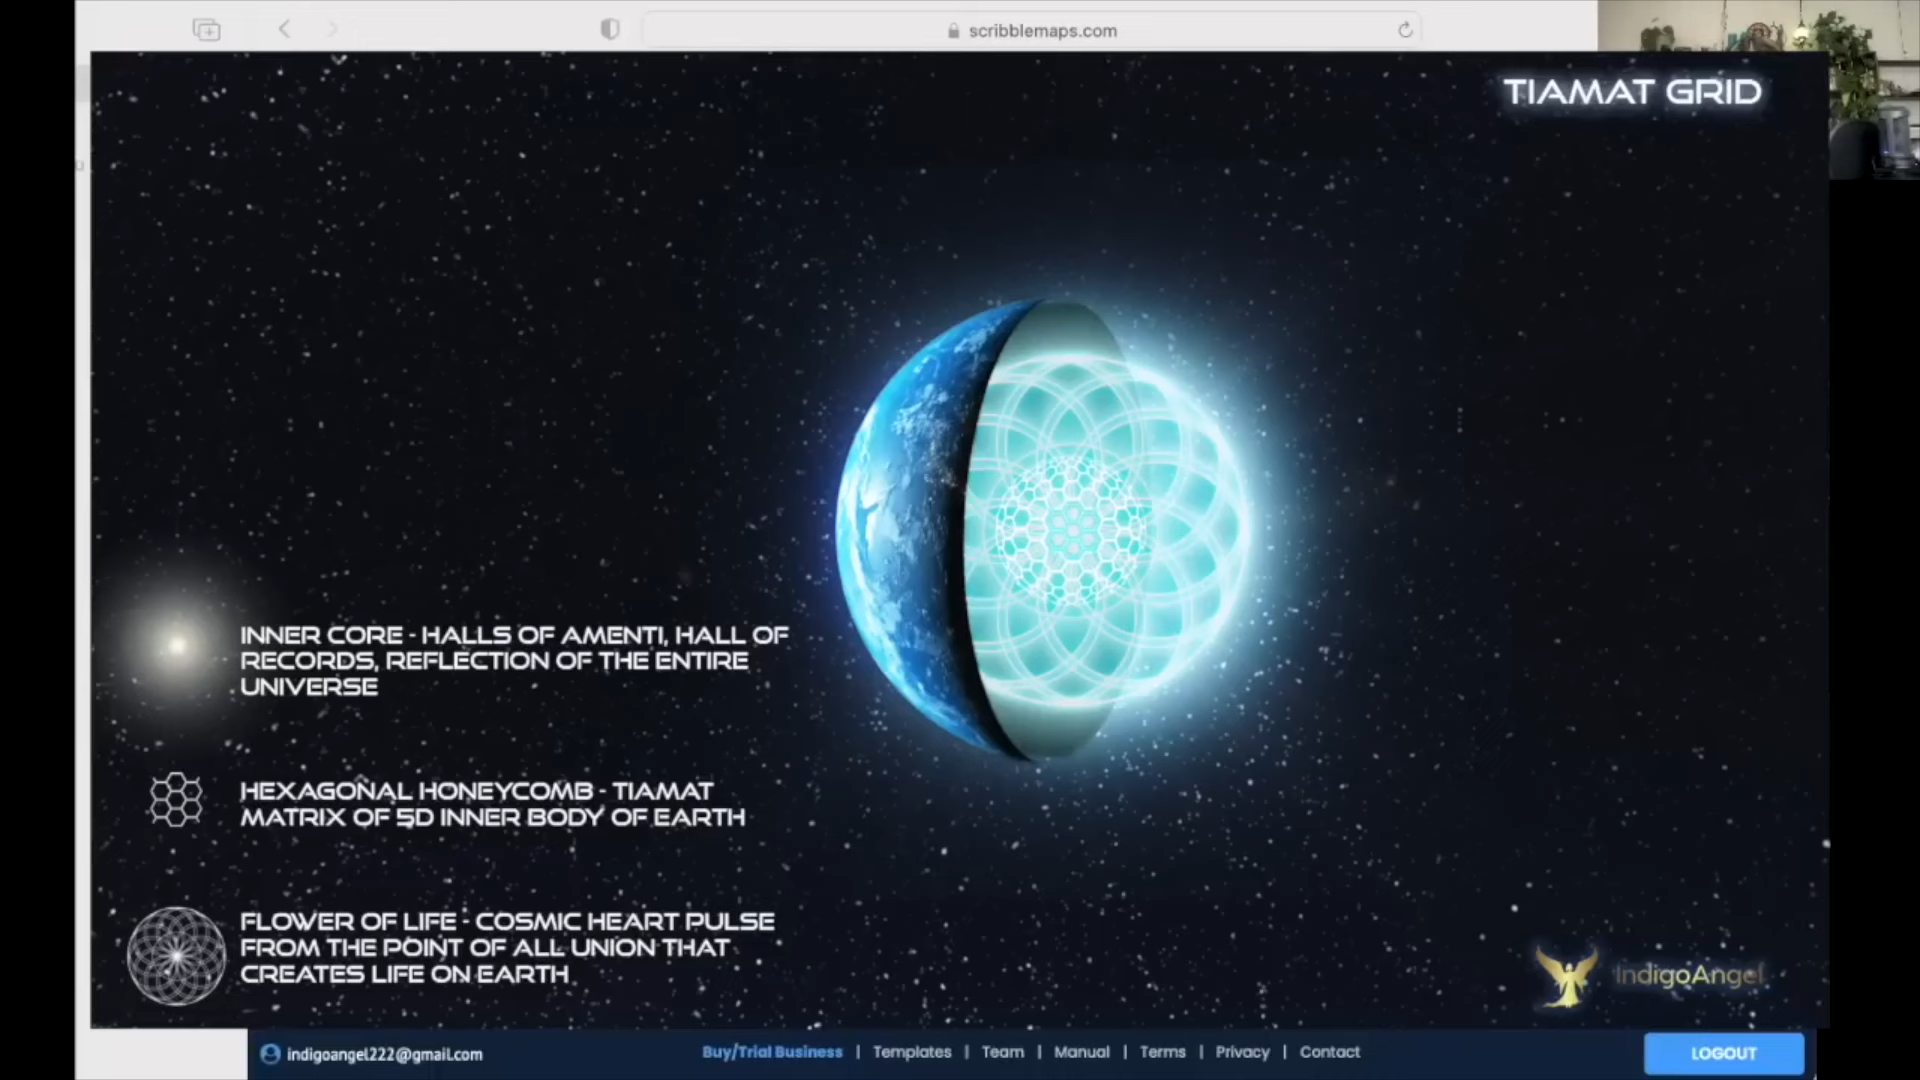 scribblemaps.com
TIAMAT GRID
INNER CORE - HALLS OF AMENTI, HALL OF
RECORDS, REFLECTION OF THE ENTIRE
UNIVERSE
HEXAGONAL HONEYCOMB - TIAMAT
MATRIX OF 5D INNER BODY OF EARTH
FLOWER OF LIFE - COSMIC HEART PULSE
FROM THE POINT OF ALL UNION THAT
CREATES LIFE ON EARTH
IndigoAngel
indigoangel222@gmail.com
Buy/Trial Business | Templates | Team | Manual | Terms | Privacy | Contact
LOGOUT